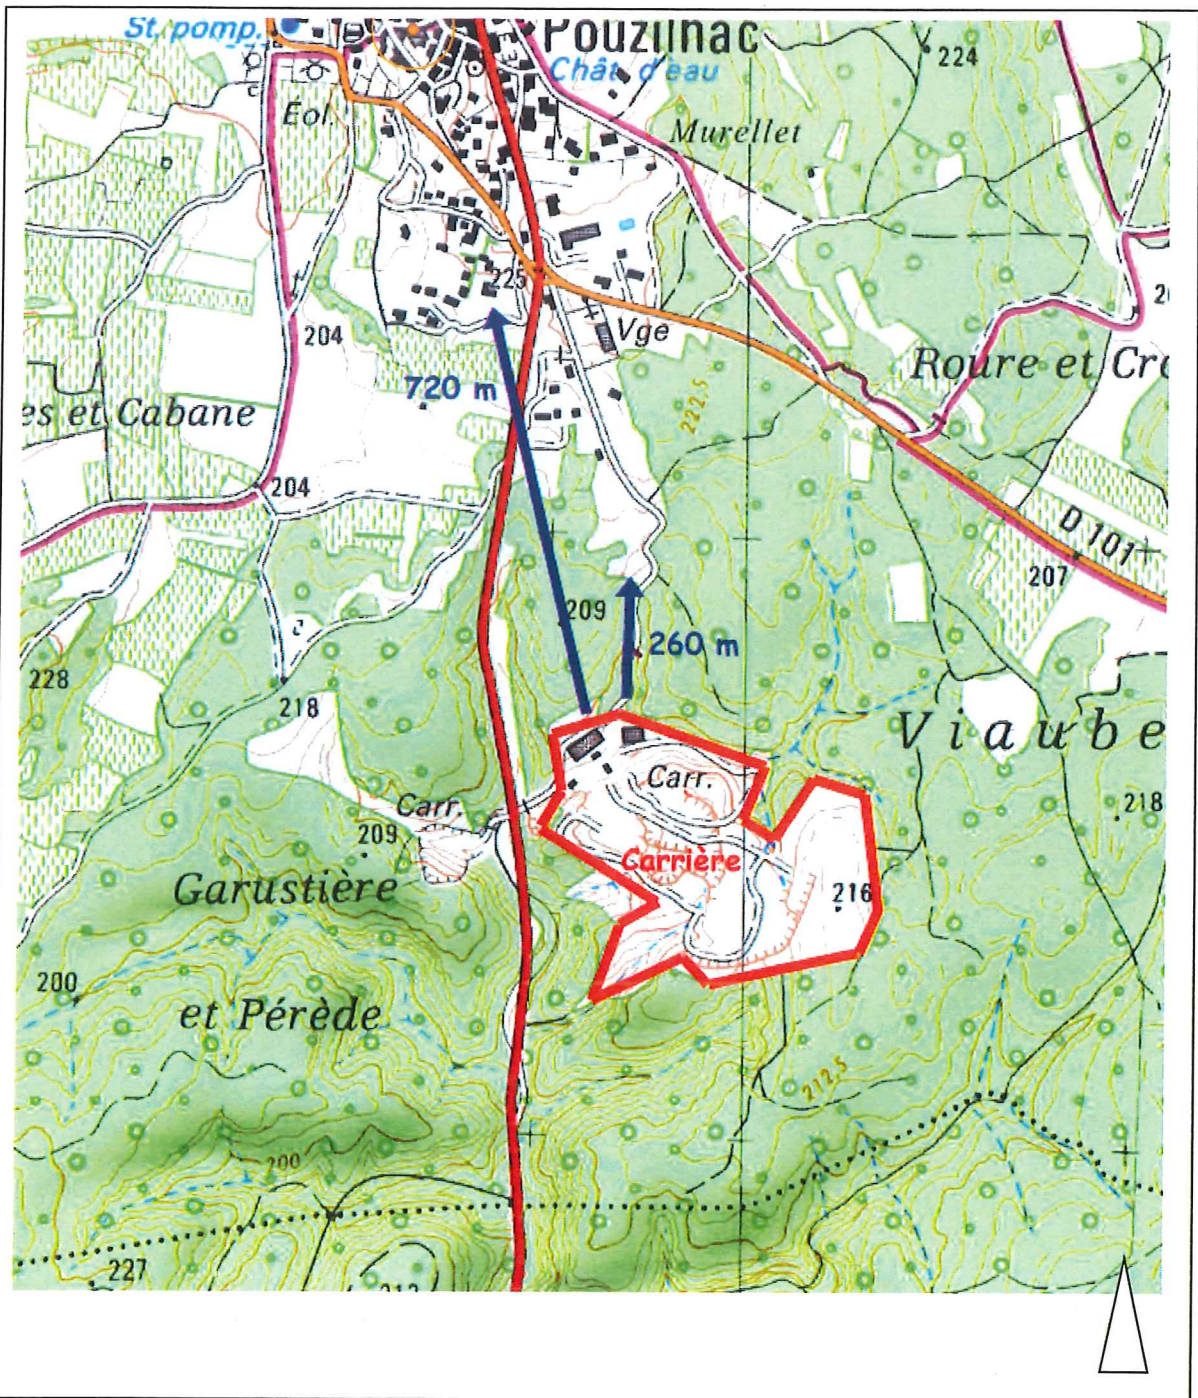 St. pomp.
Pouzilhac
Chât. d'eau
224
Éol.
Murellet
225
204
Vge
Roure et Cro
720 m
222,5
es et Cabane
204
D 101
207
209
260 m
228
218
Viaube
Carr.
218
Carr.
209
Carrière
Garustière
216
200
et Pérède
212,5
200
227